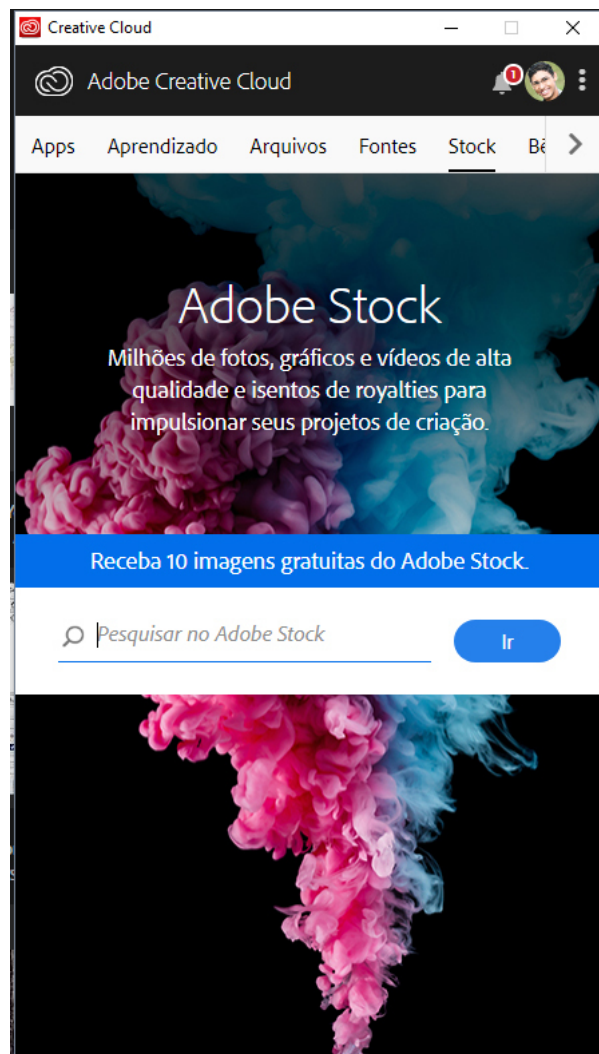 Creative Cloud
Adobe Creative Cloud
1
Apps Aprendizado Arquivos Fontes Stock Bê
Adobe Stock
Milhões de fotos, gráficos e vídeos de alta
qualidade e isentos de royalties para
impulsionar seus projetos de criação.
Receba 10 imagens gratuitas do Adobe Stock.
Pesquisar no Adobe Stock Ir